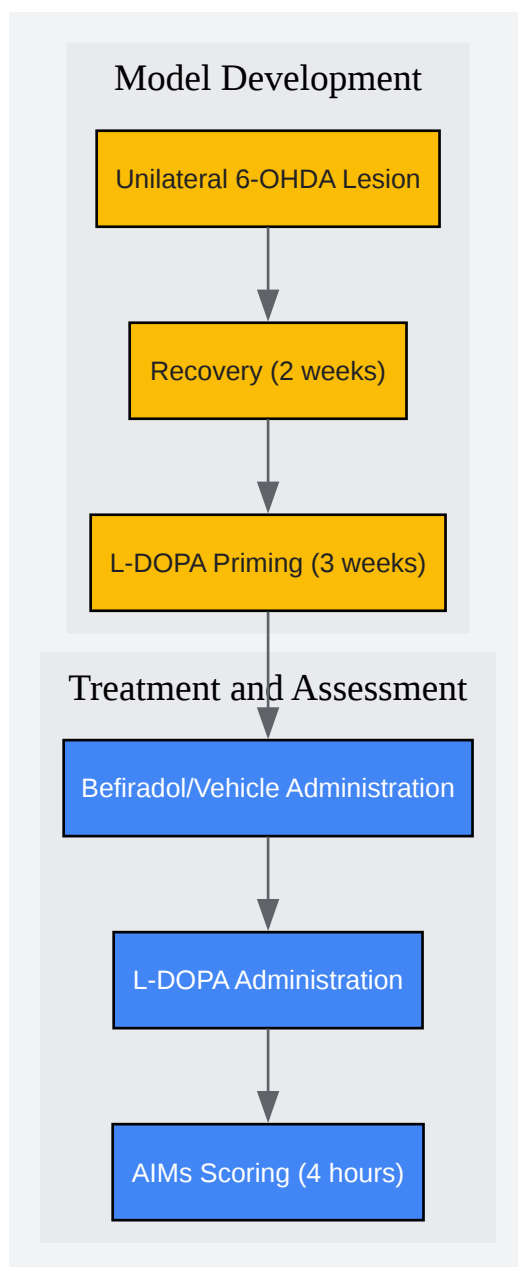 Model Development
Unilateral 6-OHDA Lesion
Recovery (2 weeks)
L-DOPA Priming (3 weeks)
Treatment and Assessment
Befiradol/Vehicle Administration
L-DOPA Administration
AIMs Scoring (4 hours)